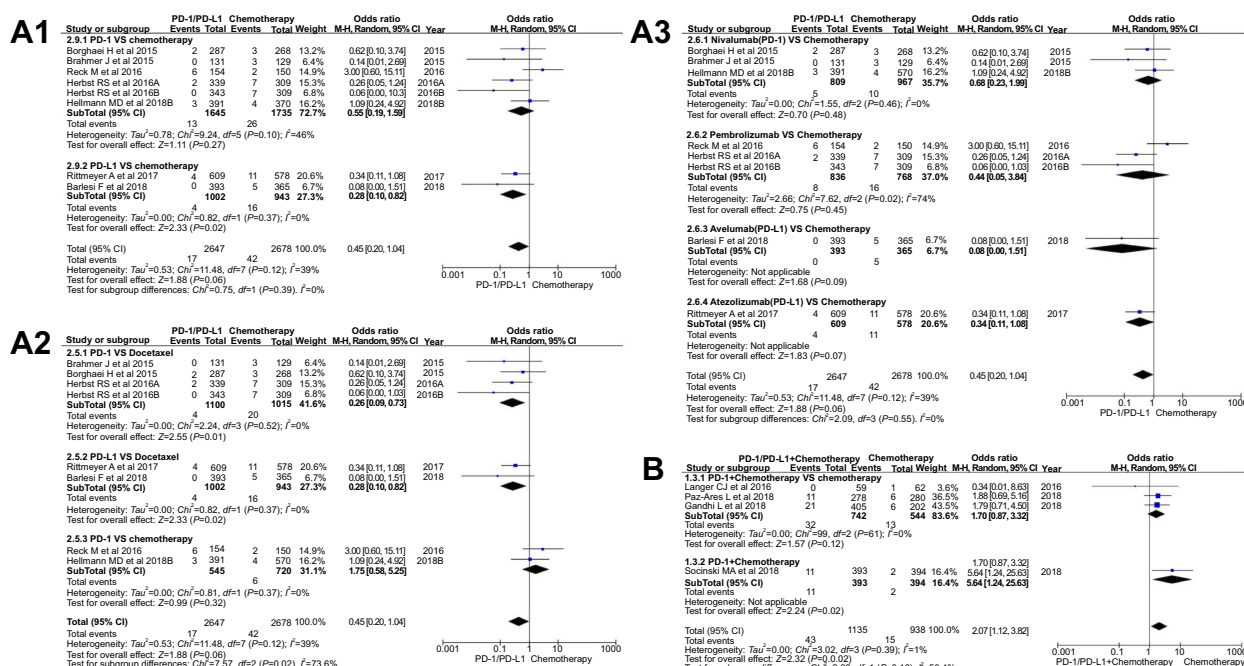 A1
PD-1/PD-L1 Chemotherapy Odds ratio Odds ratio
Study or subgroup Events Total Events Total Weight M-H, Random, 95% CI Year M-H, Random, 95% CI
2.9.1 PD-1 VS chemotherapy
Borghaei H et al 2015 2 287 3 268 13.2% 0.62 [0.10, 3.74] 2015
Brahmer J et al 2015 0 131 3 129 6.4% 0.14 [0.01, 2.69] 2015
Reck M et al 2016 6 154 2 150 14.9% 3.00 [0.60, 15.11] 2016
Herbst RS et al 2016A 2 339 7 309 15.3% 0.26 [0.05, 1.24] 2016A
Herbst RS et al 2016B 0 343 7 309 6.8% 0.06 [0.00, 10.3] 2016B
Hellmann MD et al 2018B 3 391 4 370 16.2% 1.09 [0.24, 4.92] 2018B
SubTotal (95% CI) 1645 1735 72.7% 0.55 [0.19, 1.59]
Total events 13 26
Heterogeneity: Tau²=0.78; Chi²=9.24, df=5 (P=0.10); I²=46%
Test for overall effect: Z=1.11 (P=0.27)
2.9.2 PD-L1 VS chemotherapy
Rittmeyer A et al 2017 4 609 11 578 20.6% 0.34 [0.11, 1.08] 2017
Barlesi F et al 2018 0 393 5 365 6.7% 0.08 [0.00, 1.51] 2018
SubTotal (95% CI) 1002 943 27.3% 0.28 [0.10, 0.82]
Total events 4 16
Heterogeneity: Tau²=0.00; Chi²=0.82, df=1 (P=0.37); I²=0%
Test for overall effect: Z=2.33 (P=0.02)
Total (95% CI) 2647 2678 100.0% 0.45 [0.20, 1.04]
Total events 17 42
Heterogeneity: Tau²=0.53; Chi²=11.48, df=7 (P=0.12); I²=39%
Test for overall effect: Z=1.88 (P=0.06)
Test for subgroup differences: Chi²=0.75, df=1 (P=0.39). I²=0%
0.001 0.1 1 10 1000
PD-1/PD-L1 Chemotherapy
A2
PD-1/PD-L1 Chemotherapy Odds ratio Odds ratio
Study or subgroup Events Total Events Total Weight M-H, Random, 95% CI Year M-H, Random, 95% CI
2.5.1 PD-1 VS Docetaxel
Brahmer J et al 2015 0 131 3 129 6.4% 0.14 [0.01, 2.69] 2015
Borghaei H et al 2015 2 287 3 268 13.2% 0.62 [0.10, 3.74] 2015
Herbst RS et al 2016A 2 339 7 309 15.3% 0.26 [0.05, 1.24] 2016A
Herbst RS et al 2016B 0 343 7 309 6.8% 0.06 [0.00, 1.03] 2016B
SubTotal (95% CI) 1100 1015 41.6% 0.26 [0.09, 0.73]
Total events 4 20
Heterogeneity: Tau²=0.00; Chi²=2.24, df=3 (P=0.52); I²=0%
Test for overall effect: Z=2.55 (P=0.01)
2.5.2 PD-L1 VS Docetaxel
Rittmeyer A et al 2017 4 609 11 578 20.6% 0.34 [0.11, 1.08] 2017
Barlesi F et al 2018 0 393 5 365 6.7% 0.08 [0.00, 1.51] 2018
SubTotal (95% CI) 1002 943 27.3% 0.28 [0.10, 0.82]
Total events 4 16
Heterogeneity: Tau²=0.00; Chi²=0.82, df=1 (P=0.37); I²=0%
Test for overall effect: Z=2.33 (P=0.02)
2.5.3 PD-1 VS chemotherapy
Reck M et al 2016 6 154 2 150 14.9% 3.00 [0.60, 15.11] 2016
Hellmann MD et al 2018B 3 391 4 570 16.2% 1.09 [0.24, 4.92] 2018B
SubTotal (95% CI) 545 720 31.1% 1.75 [0.58, 5.25]
Total events 6
Heterogeneity: Tau²=0.00; Chi²=0.81, df=1 (P=0.37); I²=0%
Test for overall effect: Z=0.99 (P=0.32)
Total (95% CI) 2647 2678 100.0% 0.45 [0.20, 1.04]
Total events 17 42
Heterogeneity: Tau²=0.53; Chi²=11.48, df=7 (P=0.12); I²=39%
Test for overall effect: Z=1.88 (P=0.06)
Test for subgroup differences: Chi²=7.57, df=2 (P=0.02) I²=73.6%
0.001 0.1 1 10 1000
PD-1/PD-L1 Chemotherapy
A3
PD-1/PD-L1 Chemotherapy Odds ratio Odds ratio
Study or subgroup Events Total Events Total Weight M-H, Random, 95% CI Year M-H, Random, 95% CI
2.6.1 Nivalumab(PD-1) VS Chemotherapy
Borghaei H et al 2015 2 287 3 268 13.2% 0.62 [0.10, 3.74] 2015
Brahmer J et al 2015 0 131 3 129 6.4% 0.14 [0.01, 2.69] 2015
Hellmann MD et al 2018B 3 391 4 570 16.2% 1.09 [0.24, 4.92] 2018B
SubTotal (95% CI) 809 967 35.7% 0.68 [0.23, 1.99]
Total events 5 10
Heterogeneity: Tau²=0.00; Chi²=1.55, df=2 (P=0.46); I²=0%
Test for overall effect: Z=0.70 (P=0.48)
2.6.2 Pembrolizumab VS Chemotherapy
Reck M et al 2016 6 154 2 150 14.9% 3.00 [0.60, 15.11] 2016
Herbst RS et al 2016A 2 339 7 309 15.3% 0.26 [0.05, 1.24] 2016A
Herbst RS et al 2016B 343 7 309 6.8% 0.06 [0.00, 1.03] 2016B
SubTotal (95% CI) 836 768 37.0% 0.44 [0.05, 3.84]
Total events 8 16
Heterogeneity: Tau²=2.66; Chi²=7.62, df=2 (P=0.02); I²=74%
Test for overall effect: Z=0.75 (P=0.45)
2.6.3 Avelumab(PD-L1) VS Chemotherapy
Barlesi F et al 2018 0 393 5 365 6.7% 0.08 [0.00, 1.51] 2018
SubTotal (95% CI) 393 365 6.7% 0.08 [0.00, 1.51]
Total events 0 5
Heterogeneity: Not applicable
Test for overall effect: Z=1.68 (P=0.09)
2.6.4 Atezolizumab(PD-L1) VS Chemotherapy
Rittmeyer A et al 2017 4 609 11 578 20.6% 0.34 [0.11, 1.08] 2017
SubTotal (95% CI) 609 578 20.6% 0.34 [0.11, 1.08]
Total events 4 11
Heterogeneity: Not applicable
Test for overall effect: Z=1.83 (P=0.07)
Total (95% CI) 2647 2678 100.0% 0.45 [0.20, 1.04]
Total events 17 42
Heterogeneity: Tau²=0.53; Chi²=11.48, df=7 (P=0.12); I²=39%
Test for overall effect: Z=1.88 (P=0.06)
Test for subgroup differences: Chi²=2.09, df=3 (P=0.55). I²=0%
0.001 0.1 1 10 1000
PD-1/PD-L1 Chemotherapy
B
PD-1/PD-L1+Chemotherapy Chemotherapy Odds ratio Odds ratio
Study or subgroup Events Total Events Total Weight M-H, Random, 95% CI Year M-H, Random, 95% CI
1.3.1 PD-1+Chemotherapy VS chemotherapy
Langer CJ et al 2016 0 59 1 62 3.6% 0.34 [0.01, 8.63] 2016
Paz-Ares L et al 2018 11 278 6 280 36.5% 1.88 [0.69, 5.16] 2018
Gandhi L et al 2018 21 405 6 202 43.5% 1.79 [0.71, 4.50] 2018
SubTotal (95% CI) 742 544 83.6% 1.70 [0.87, 3.32]
Total events 32 13
Heterogeneity: Tau²=0.00; Chi²=99, df=2 (P=61); I²=0%
Test for overall effect: Z=1.57 (P=0.12)
1.70 [0.87, 3.32]
1.3.2 PD-1+Chemotherapy
Socinski MA et al 2018 11 393 2 394 16.4% 5.64 [1.24, 25.63] 2018
SubTotal (95% CI) 393 394 16.4% 5.64 [1.24, 25.63]
Total events 11 2
Heterogeneity: Not applicable
Test for overall effect: Z=2.24 (P=0.02)
Total (95% CI) 1135 938 100.0% 2.07 [1.12, 3.82]
Total events 43 15
Heterogeneity: Tau²=0.00; Chi²=3.02, df=3 (P=0.39); I²=1%
Test for overall effect: Z=2.32 (P=0.0.02)
0.001 0.1 1 10 1000
PD-1/PD-L1+Chemotherapy Chemotherapy